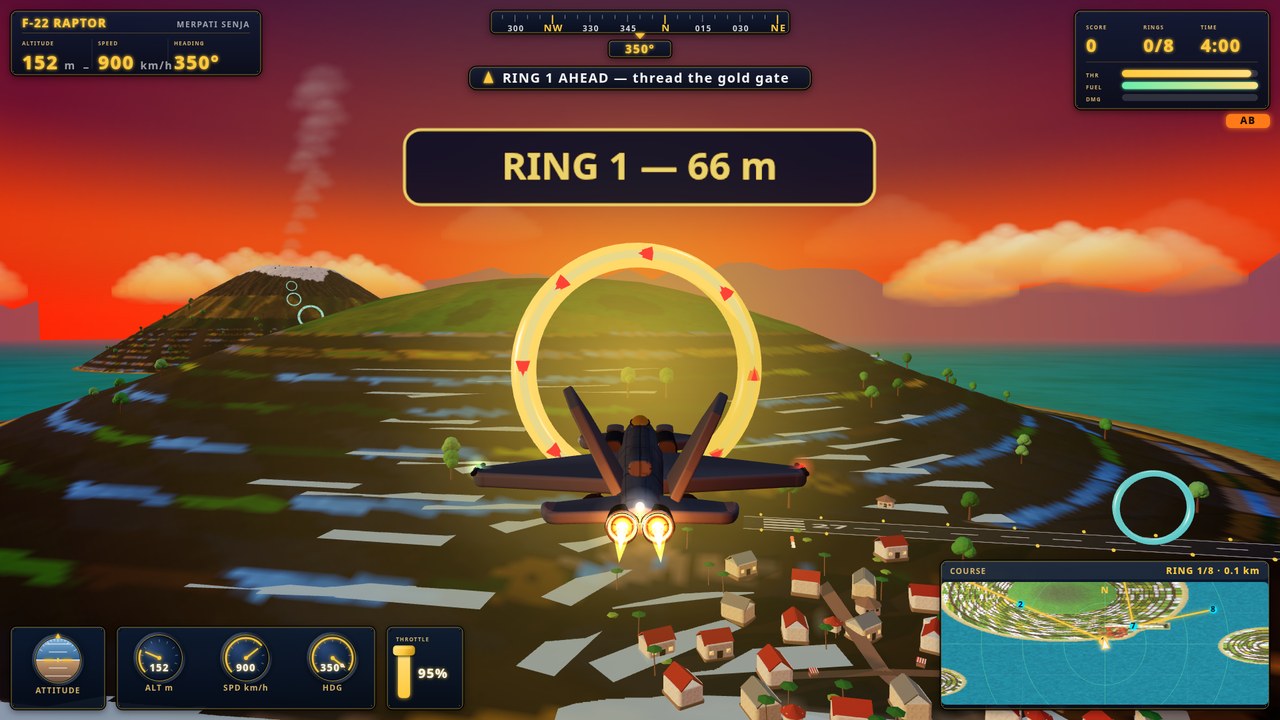 F-22 RAPTOR
MERPATI SENJA
ALTITUDE
SPEED
HEADING
152 m
900 km/h
350°
300 NW 330 345 N 015 030 NE
350°
RING 1 AHEAD — thread the gold gate
RING 1 — 66 m
SCORE
RINGS
TIME
0
0/8
4:00
THR
FUEL
DMG
AB
27
ATTITUDE
152
ALT m
900
SPD km/h
350°
HDG
THROTTLE
95%
COURSE
RING 1/8 · 0.1 km
N
2
7
8